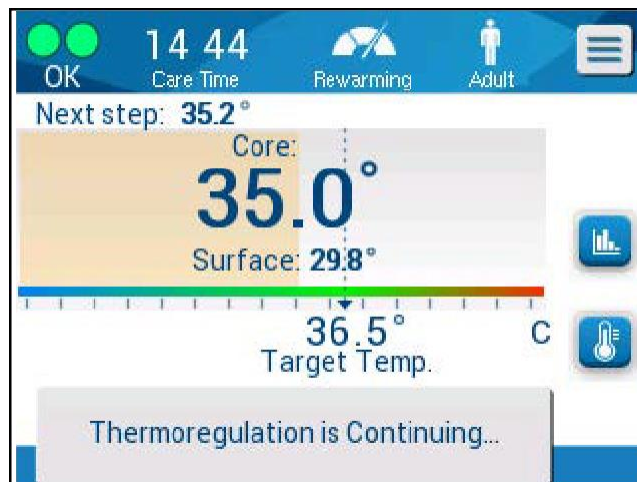 14 44
OK Care Time Rewarming Adult
Next step: 35.2°
Core:
35.0°
Surface: 29.8°
36.5° C
Target Temp.
Thermoregulation is Continuing...